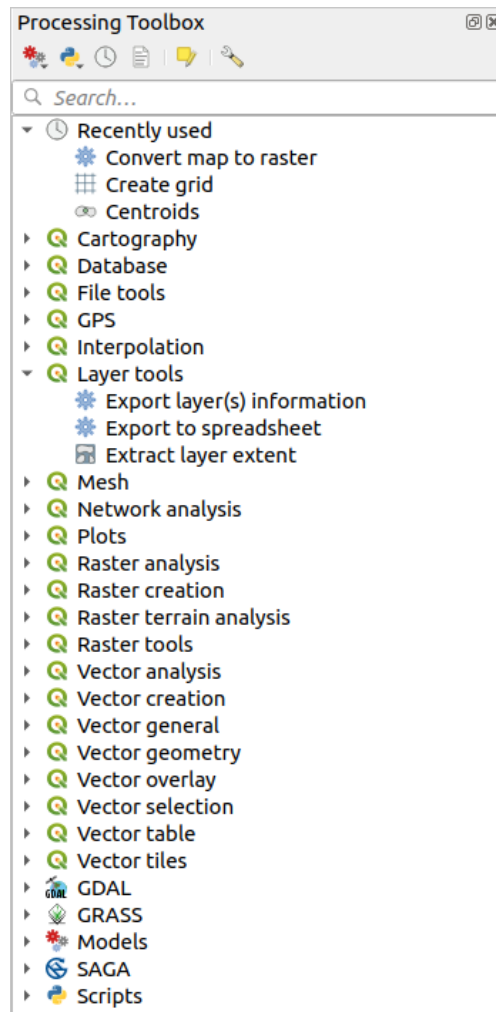 Processing Toolbox
Search...
Recently used
Convert map to raster
Create grid
Centroids
Cartography
Database
File tools
GPS
Interpolation
Layer tools
Export layer(s) information
Export to spreadsheet
Extract layer extent
Mesh
Network analysis
Plots
Raster analysis
Raster creation
Raster terrain analysis
Raster tools
Vector analysis
Vector creation
Vector general
Vector geometry
Vector overlay
Vector selection
Vector table
Vector tiles
GDAL GDAL
GRASS
Models
SAGA
Scripts